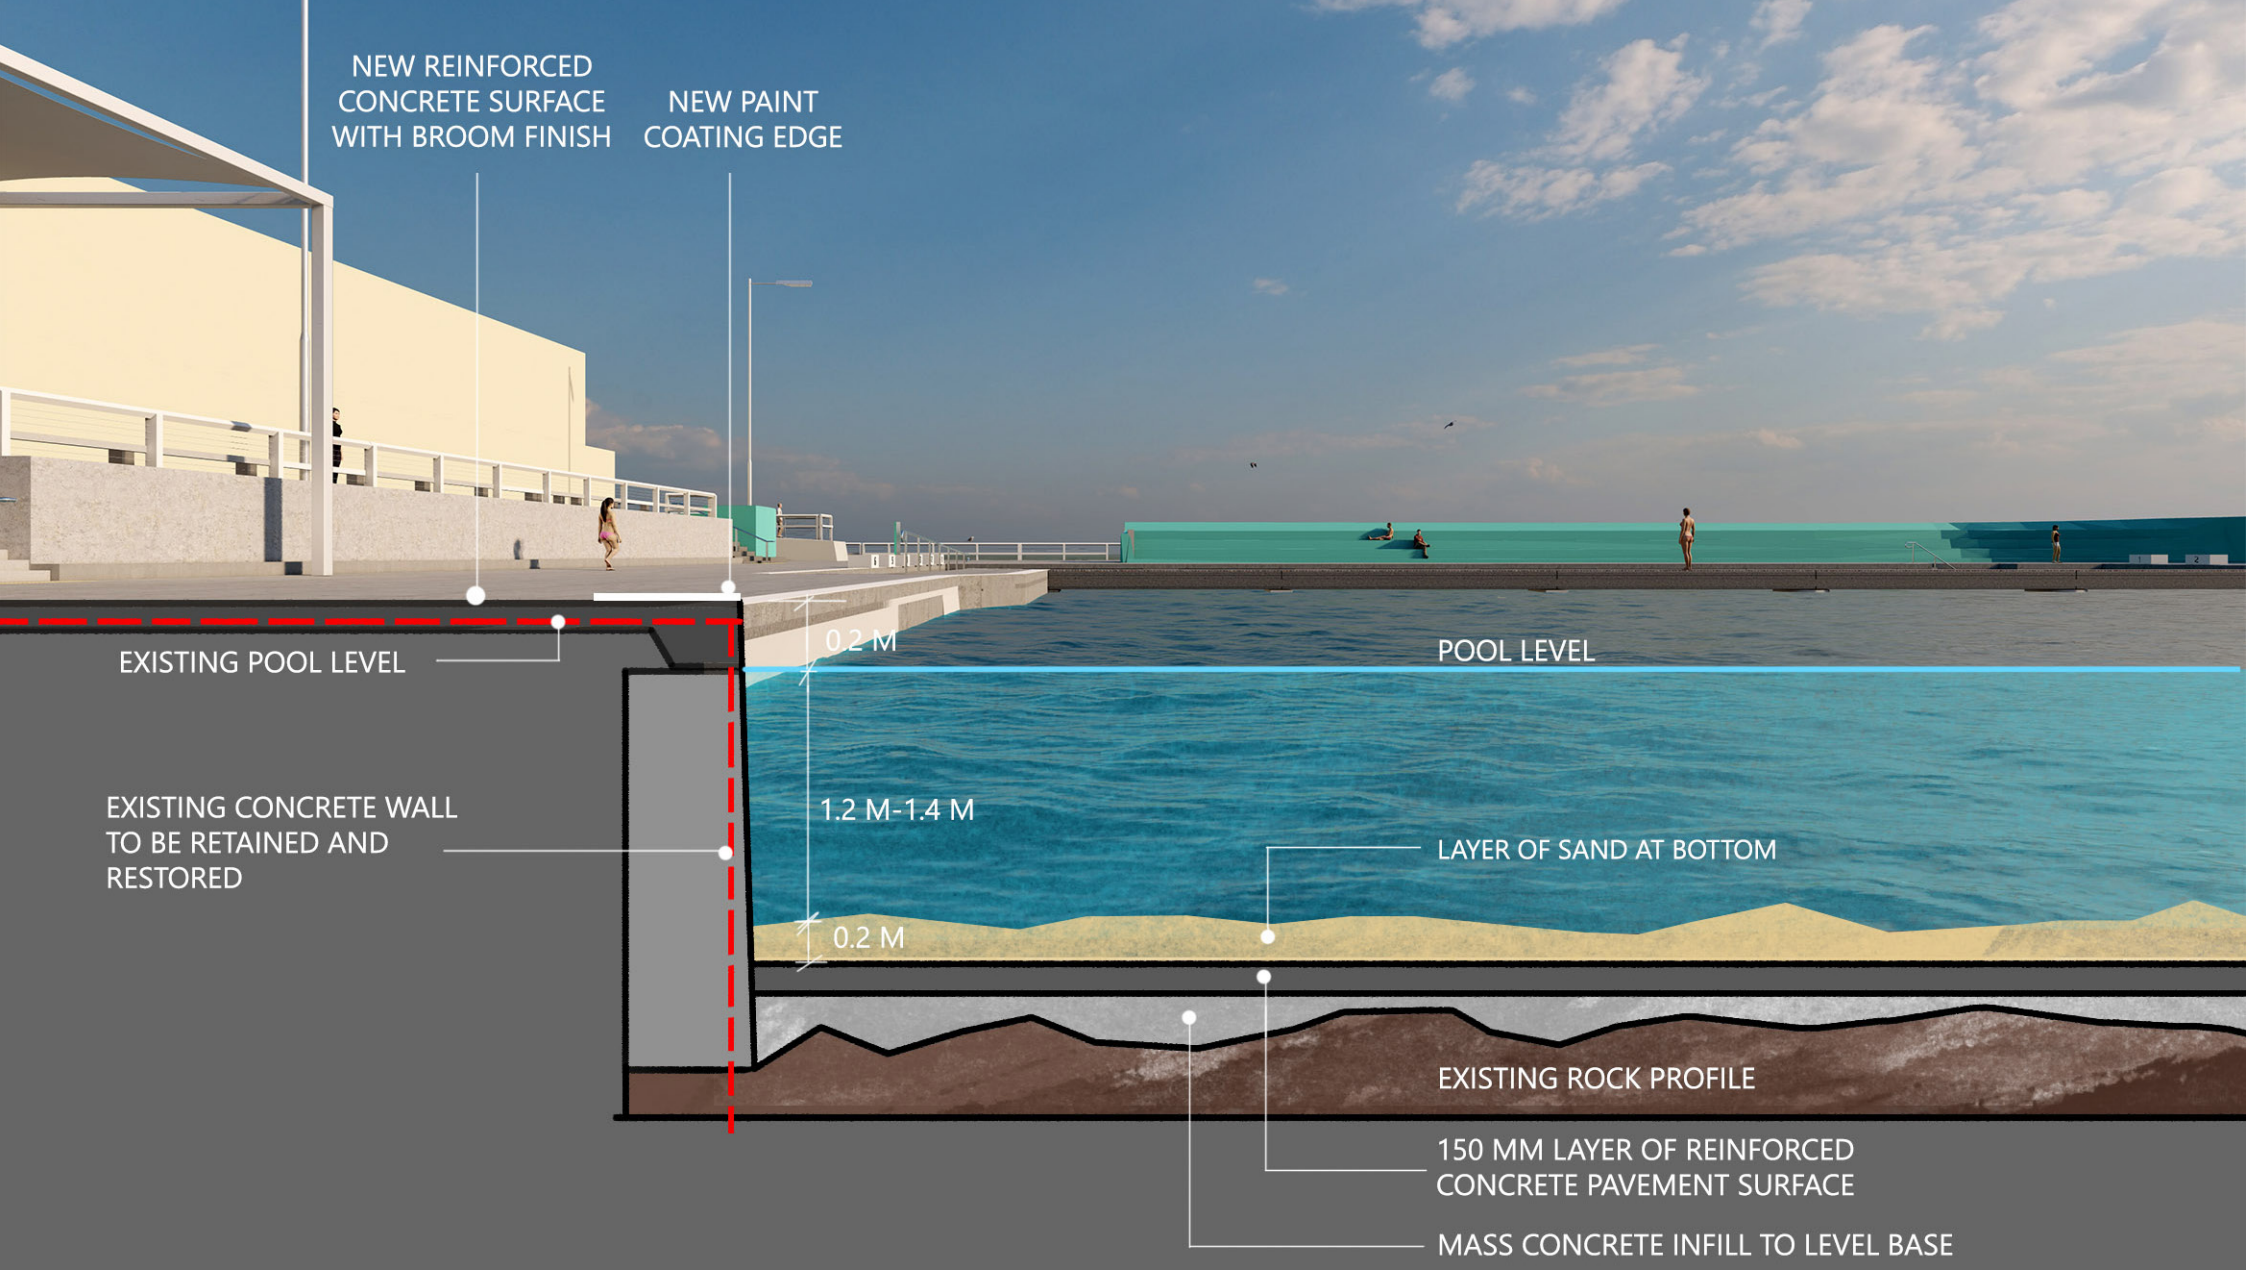 NEW REINFORCED
CONCRETE SURFACE
WITH BROOM FINISH
NEW PAINT
COATING EDGE
0.2 M
POOL LEVEL
EXISTING POOL LEVEL
EXISTING CONCRETE WALL
TO BE RETAINED AND
RESTORED
1.2 M-1.4 M
LAYER OF SAND AT BOTTOM
0.2 M
EXISTING ROCK PROFILE
150 MM LAYER OF REINFORCED
CONCRETE PAVEMENT SURFACE
MASS CONCRETE INFILL TO LEVEL BASE